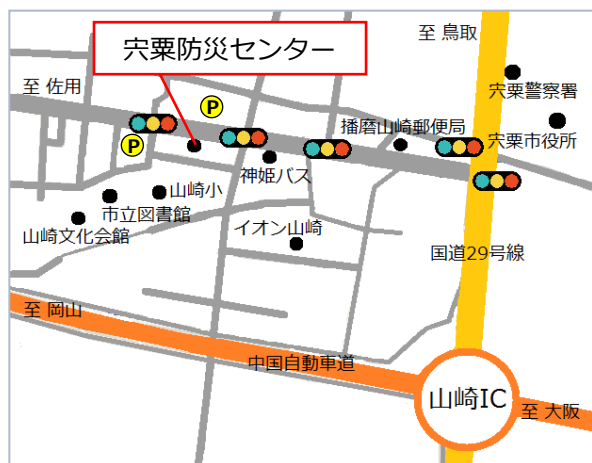 宍粟防災センター
至 鳥取
至 佐用
宍粟警察署
P
P
播磨山崎郵便局
宍粟市役所
神姫バス
山崎小
市立図書館
山崎文化会館
イオン山崎
国道29号線
至 岡山
中国自動車道
山崎IC
至 大阪